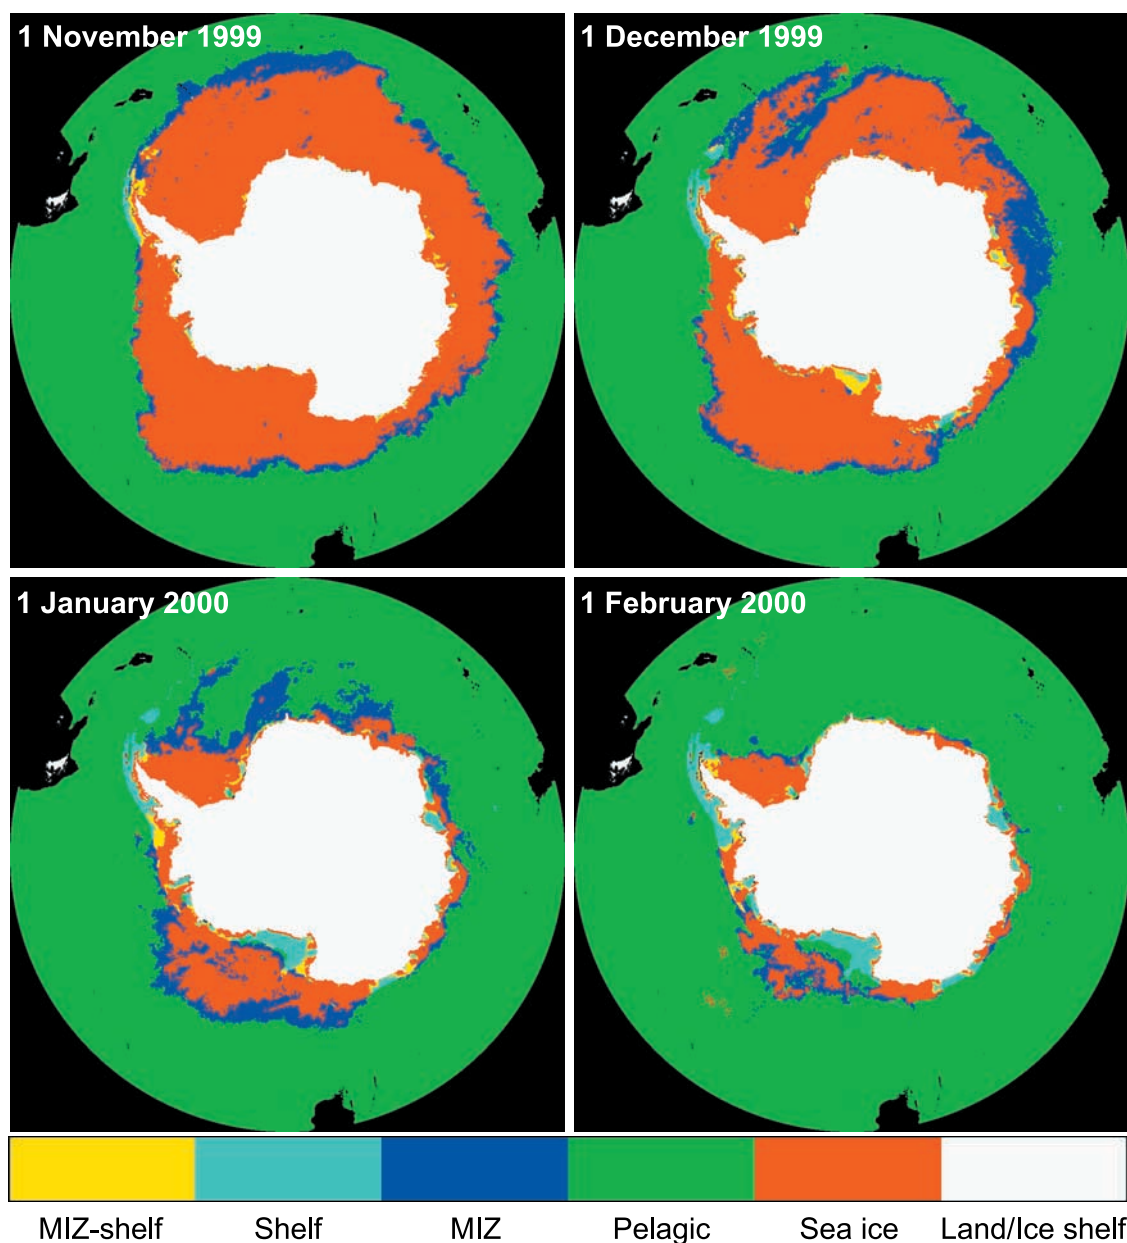 1 November 1999
1 December 1999
1 January 2000
1 February 2000
MIZ-shelf Shelf MIZ Pelagic Sea ice Land/Ice shelf